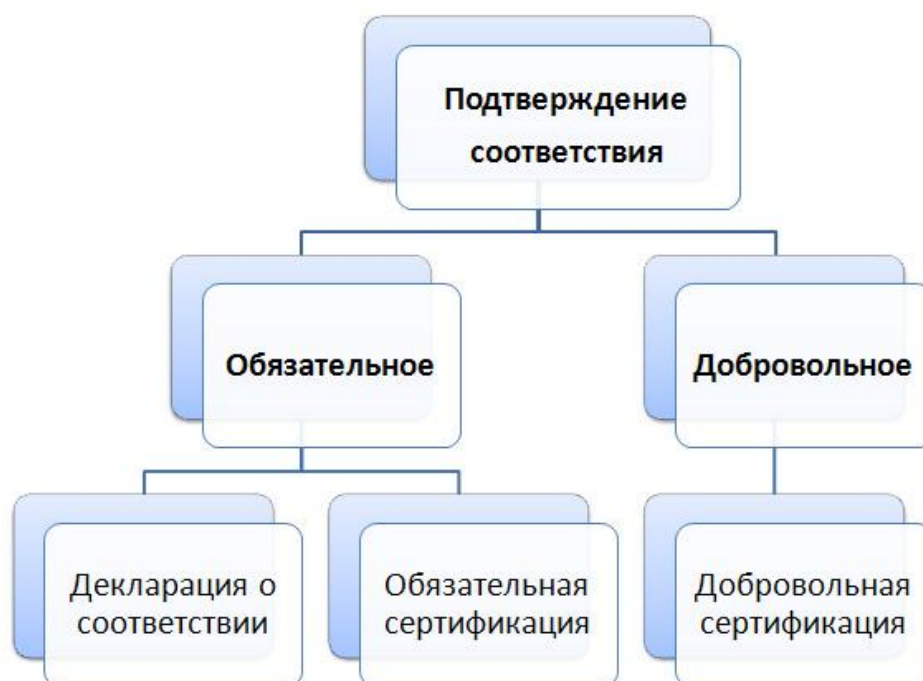 Подтверждение
соответствия
Обязательное
Добровольное
Декларация о
соответствии
Обязательная
сертификация
Добровольная
сертификация